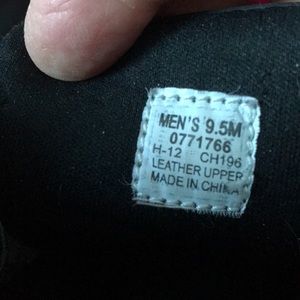 MEN'S 9.5M
0771766
H-12 CH196
LEATHER UPPER
MADE IN CHINA